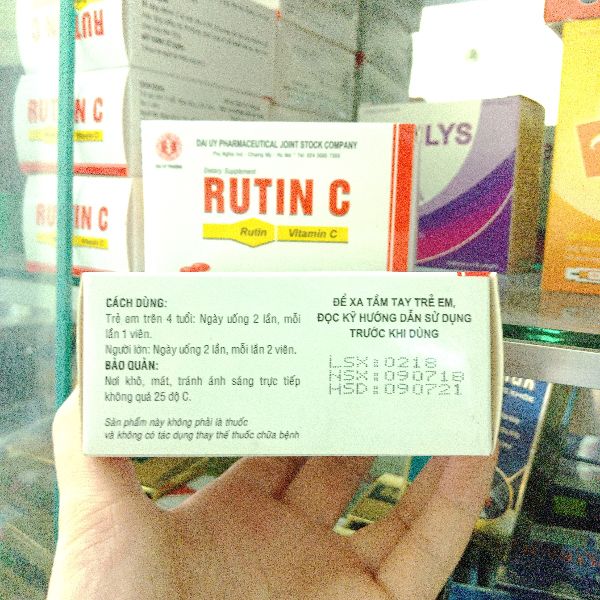 RUTIN C
RUTIN C
RUTIN C
LYS
DAI UY PHARMACEUTICAL JOINT STOCK COMPANY
Dietary Supplement
RUTIN C
Rutin
Vitamin C
CÁCH DÙNG:
Trẻ em trên 4 tuổi: Ngày uống 2 lần, mỗi
lần 1 viên.
Người lớn: Ngày uống 2 lần, mỗi lần 2 viên.
BẢO QUẢN:
Nơi khô, mát, tránh ánh sáng trực tiếp
không quá 25 độ C.
Sản phẩm này không phải là thuốc
và không có tác dụng thay thế thuốc chữa bệnh
ĐỂ XA TẦM TAY TRẺ EM,
ĐỌC KỸ HƯỚNG DẪN SỬ DỤNG
TRƯỚC KHI DÙNG
LSX:0218
NSX:090718
HSD:090721